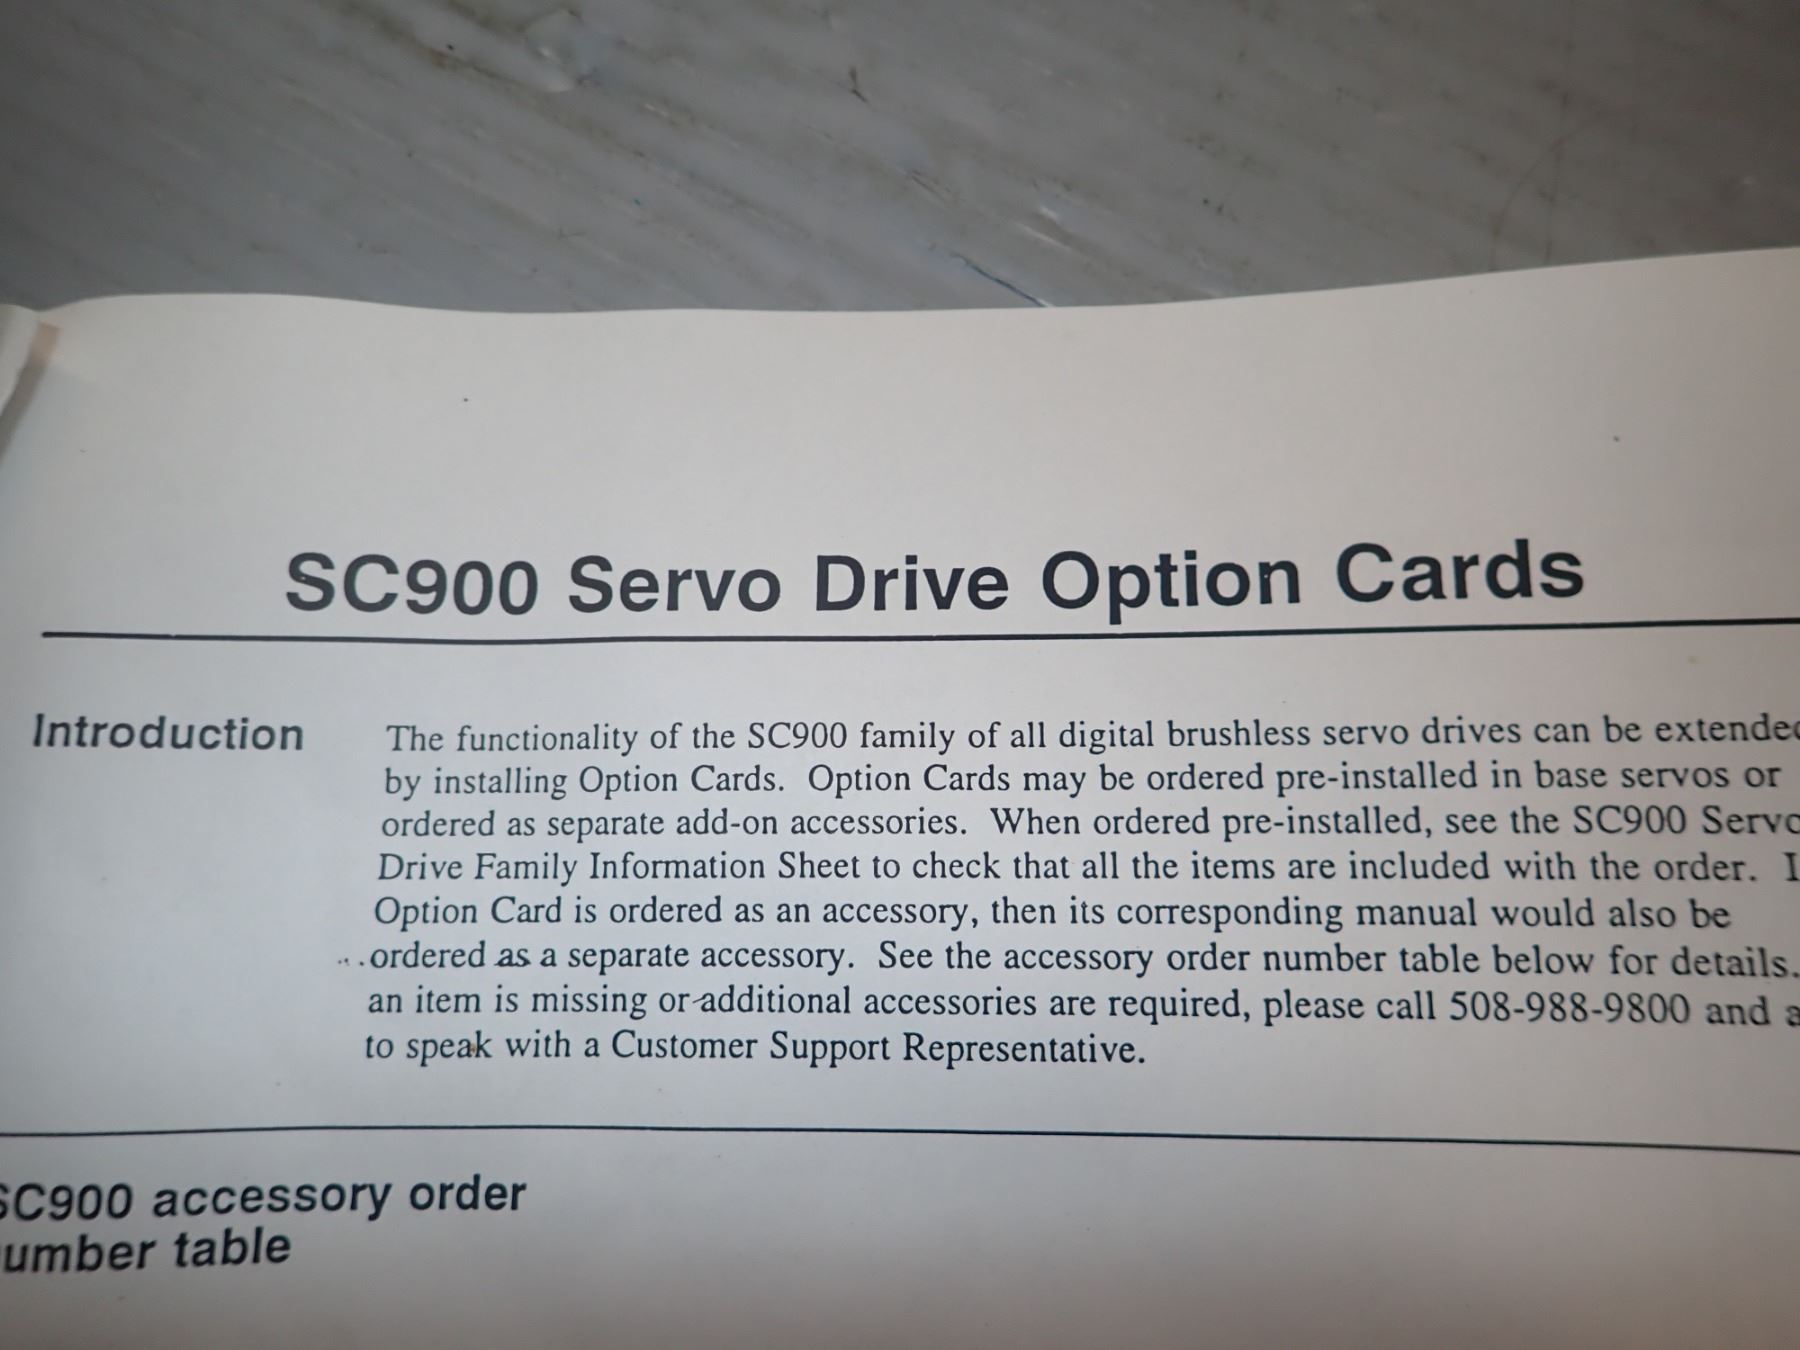 SC900 Servo Drive Option Cards
Introduction
The functionality of the SC900 family of all digital brushless servo drives can be extended
by installing Option Cards. Option Cards may be ordered pre-installed in base servos or
ordered as separate add-on accessories. When ordered pre-installed, see the SC900 Servo
Drive Family Information Sheet to check that all the items are included with the order. I
Option Card is ordered as an accessory, then its corresponding manual would also be
ordered as a separate accessory. See the accessory order number table below for details.
an item is missing or additional accessories are required, please call 508-988-9800 and a
to speak with a Customer Support Representative.
SC900 accessory order
umber table